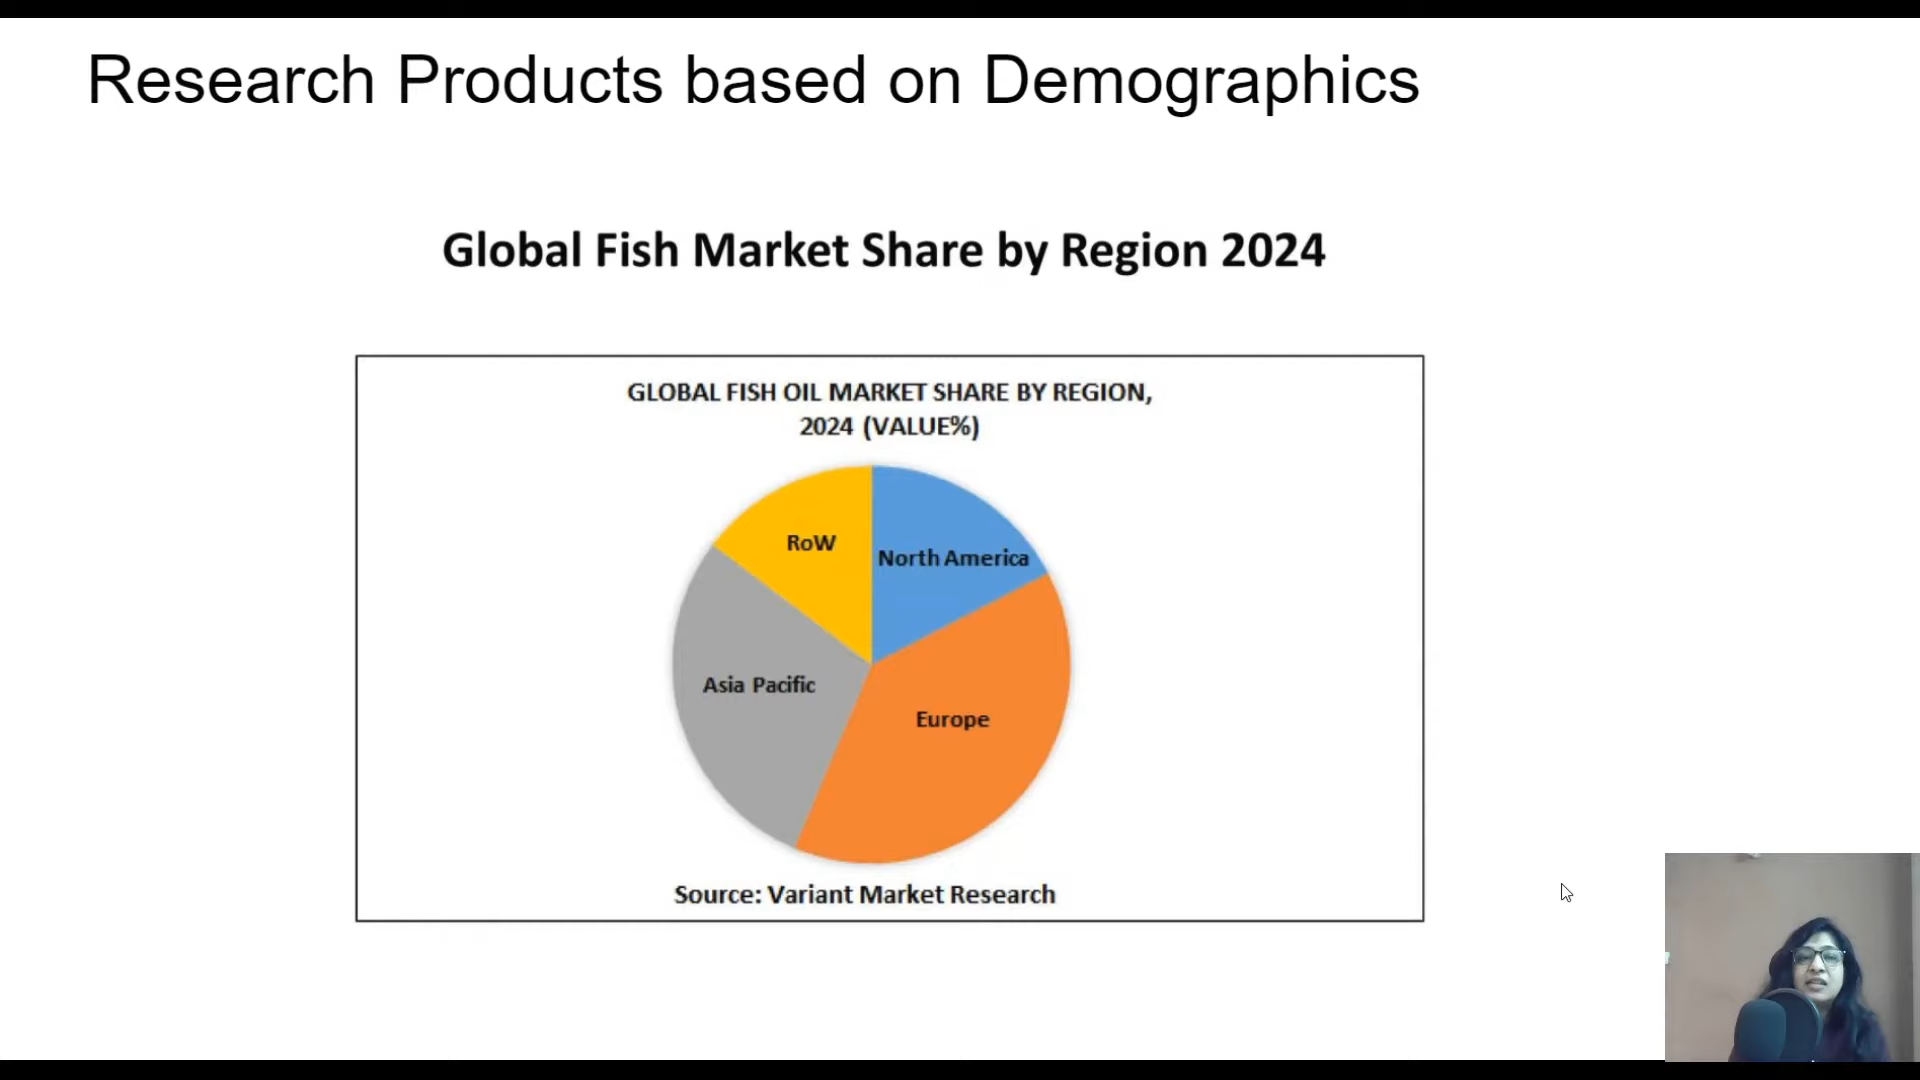 Research Products based on Demographics
Global Fish Market Share by Region 2024
GLOBAL FISH OIL MARKET SHARE BY REGION,
2024 (VALUE%)
RoW
North America
Asia Pacific
Europe
Source: Variant Market Research